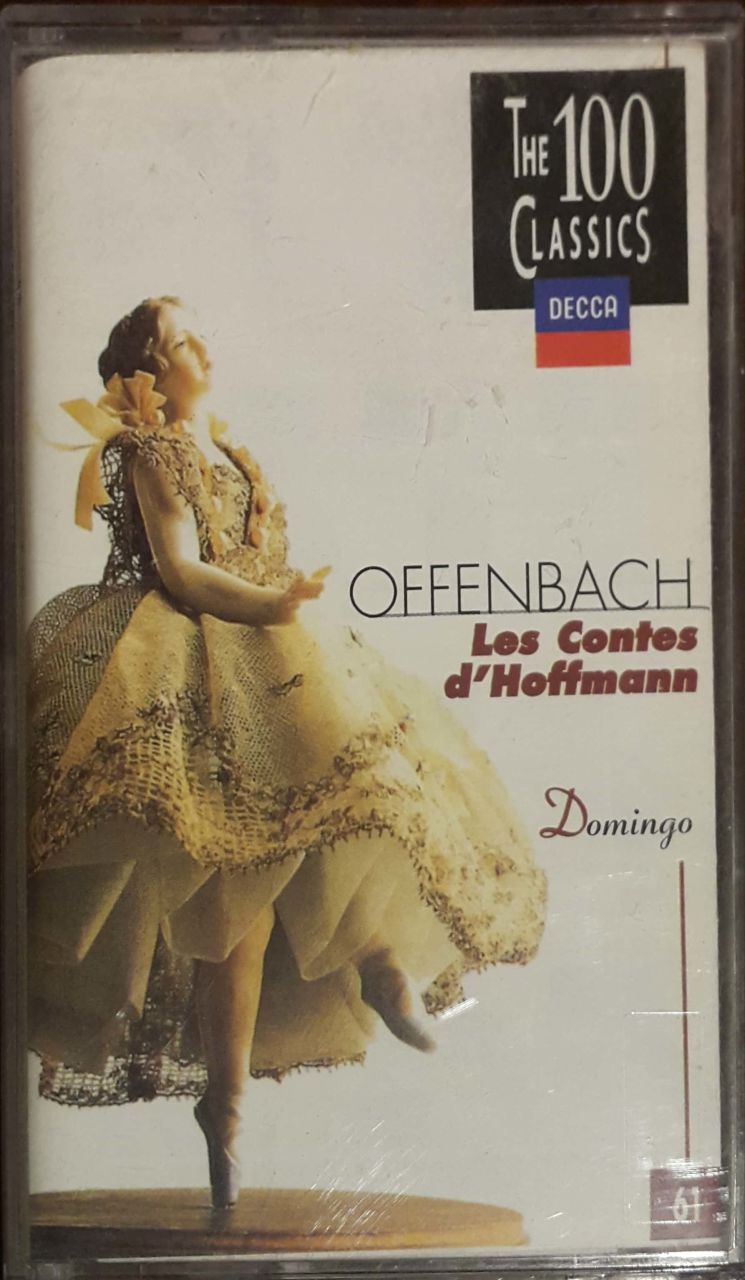 THE 100
CLASSICS
DECCA
OFFENBACH
Les Contes
d'Hoffmann
Domingo
61